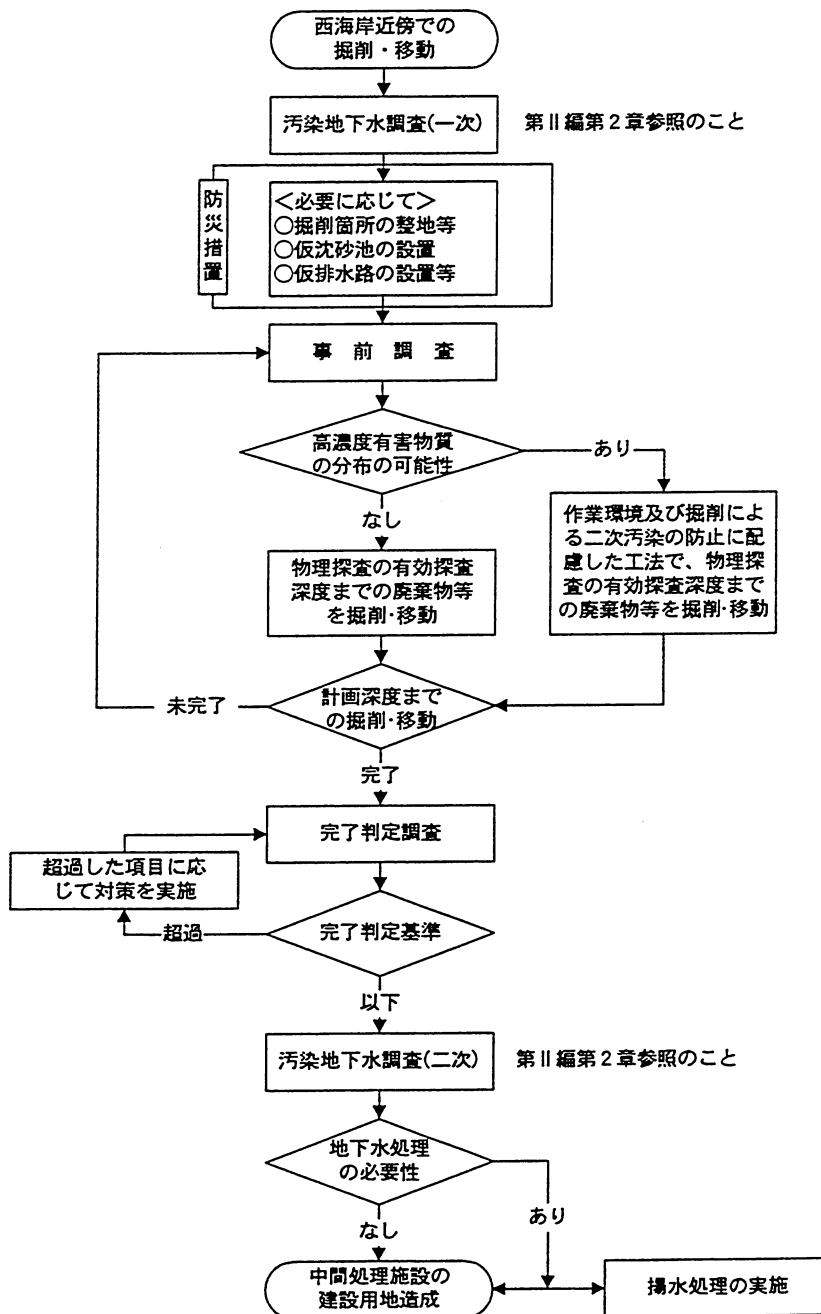 西海岸近傍での
掘削・移動
汚染地下水調査(一次)
第Ⅱ編第2章参照のこと
防災措置
＜必要に応じて＞
○掘削箇所の整地等
○仮沈砂池の設置
○仮排水路の設置等
事前調査
高濃度有害物質
の分布の可能性
あり
なし
作業環境及び掘削によ
る二次汚染の防止に配
慮した工法で、物理探
査の有効探査深度まで
の廃棄物等を掘削・移動
物理探査の有効探査
深度までの廃棄物等
を掘削・移動
計画深度まで
の掘削・移動
未完了
完了
完了判定調査
超過した項目に応
じて対策を実施
完了判定基準
超過
以下
汚染地下水調査(二次)
第Ⅱ編第2章参照のこと
地下水処理
の必要性
あり
なし
中間処理施設の
建設用地造成
揚水処理の実施